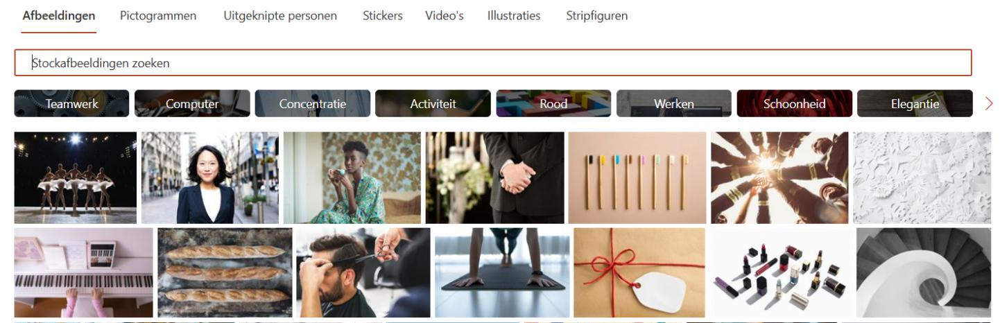 Afbeeldingen Pictogrammen Uitgeknipte personen Stickers Video's Illustraties Stripfiguren
Stockafbeeldingen zoeken
Teamwerk Computer Concentratie Activiteit Rood Werken Schoonheid Elegantie